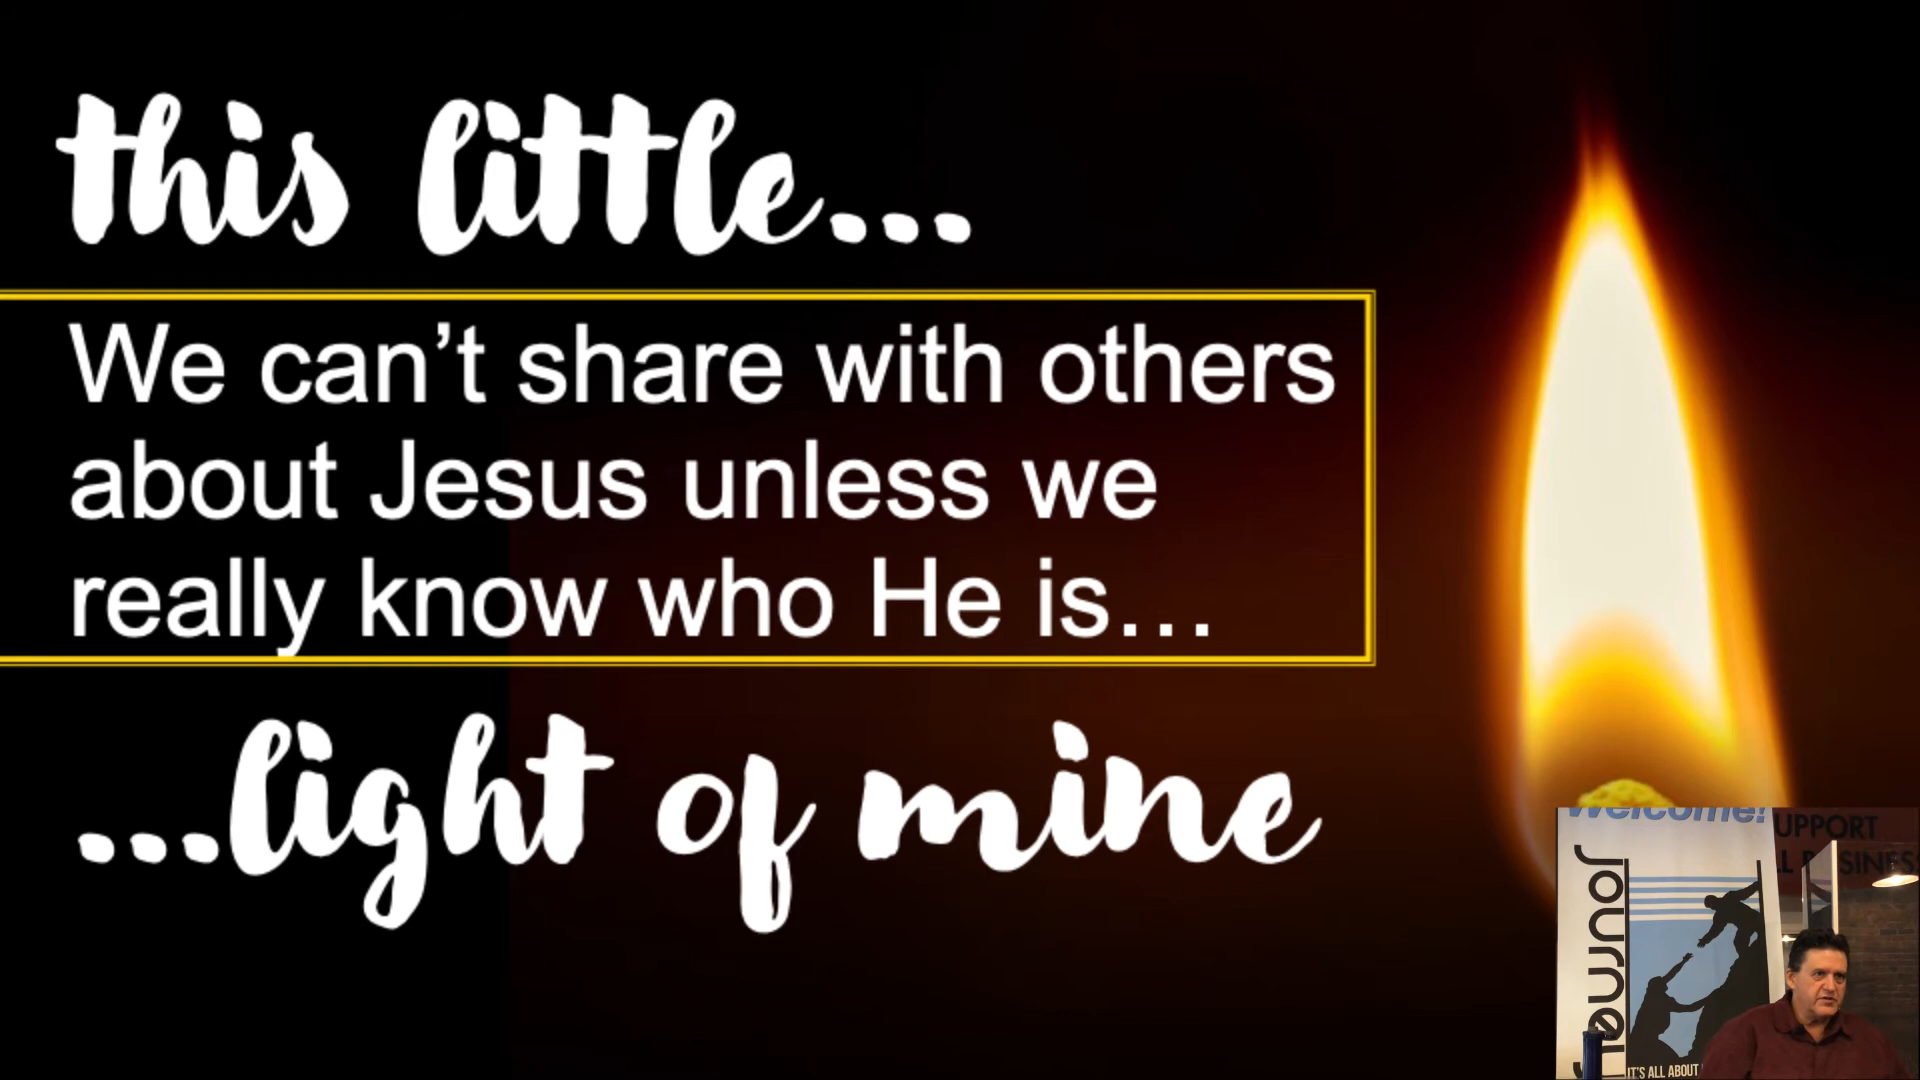 this little...
We can’t share with others
about Jesus unless we
really know who He is…
...light of mine
Welcome!
UPPORT
Journey
IT'S ALL ABOUT